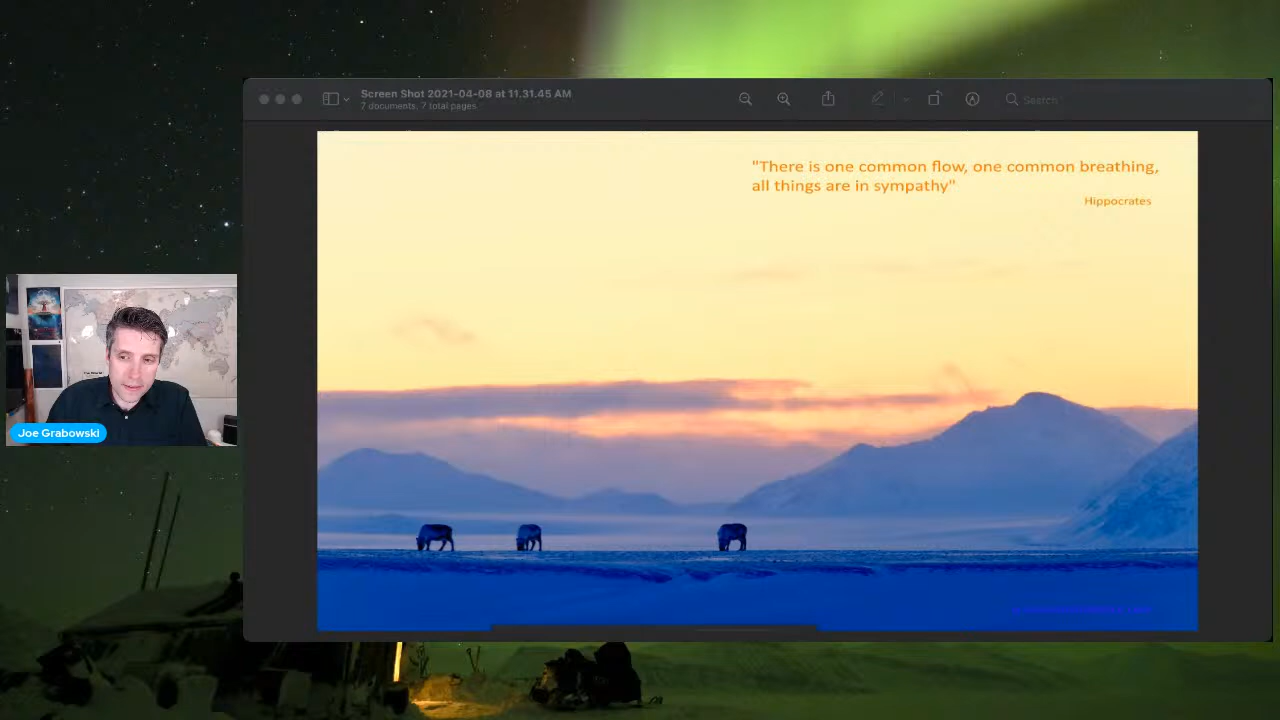 Screen Shot 2021-04-08 at 11.31.45 AM
7 documents, 7 total pages
Search
"There is one common flow, one common breathing,
all things are in sympathy"
Hippocrates
Joe Grabowski